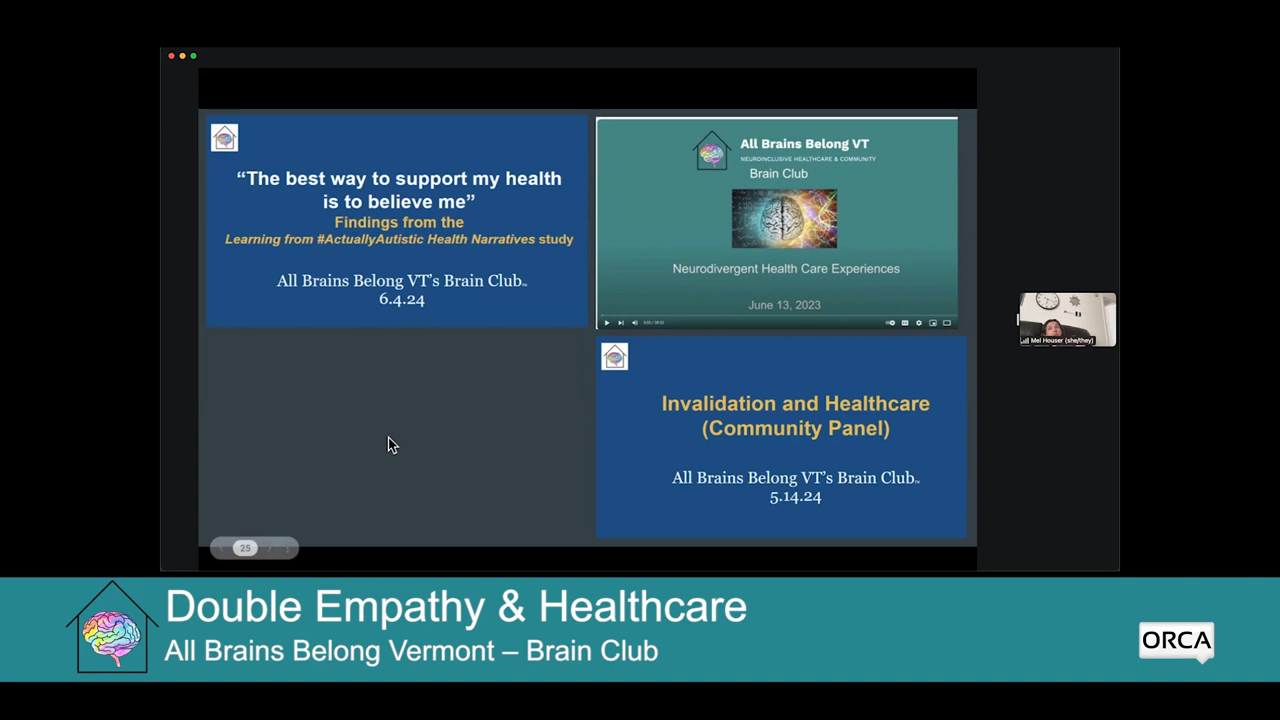 “The best way to support my health
is to believe me”
Findings from the
Learning from #ActuallyAutistic Health Narratives study
All Brains Belong VT’s Brain Club
6.4.24
All Brains Belong VT
NEUROINCLUSIVE HEALTHCARE & COMMUNITY
Brain Club
Neurodivergent Health Care Experiences
June 13, 2023
Invalidation and Healthcare
(Community Panel)
All Brains Belong VT’s Brain Club
5.14.24
25
Mel Houser (she/they)
Double Empathy & Healthcare
All Brains Belong Vermont – Brain Club
ORCA